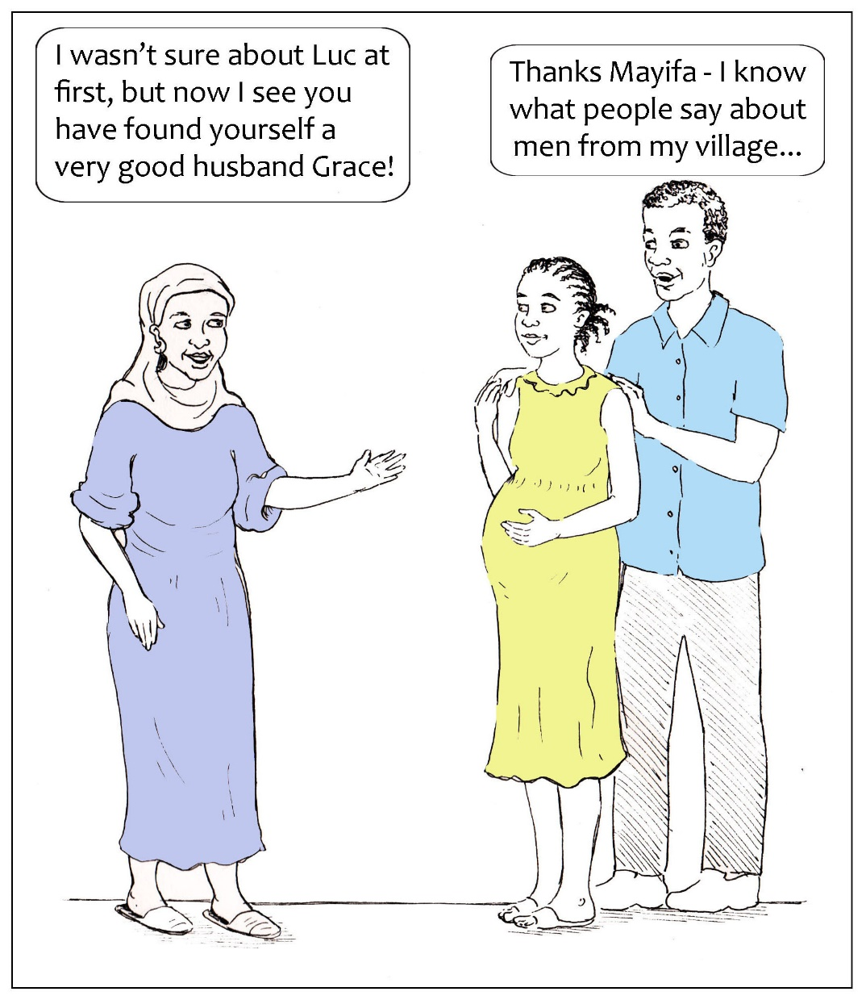 I wasn’t sure about Luc at
first, but now I see you
have found yourself a
very good husband Grace!
Thanks Mayifa - I know
what people say about
men from my village...